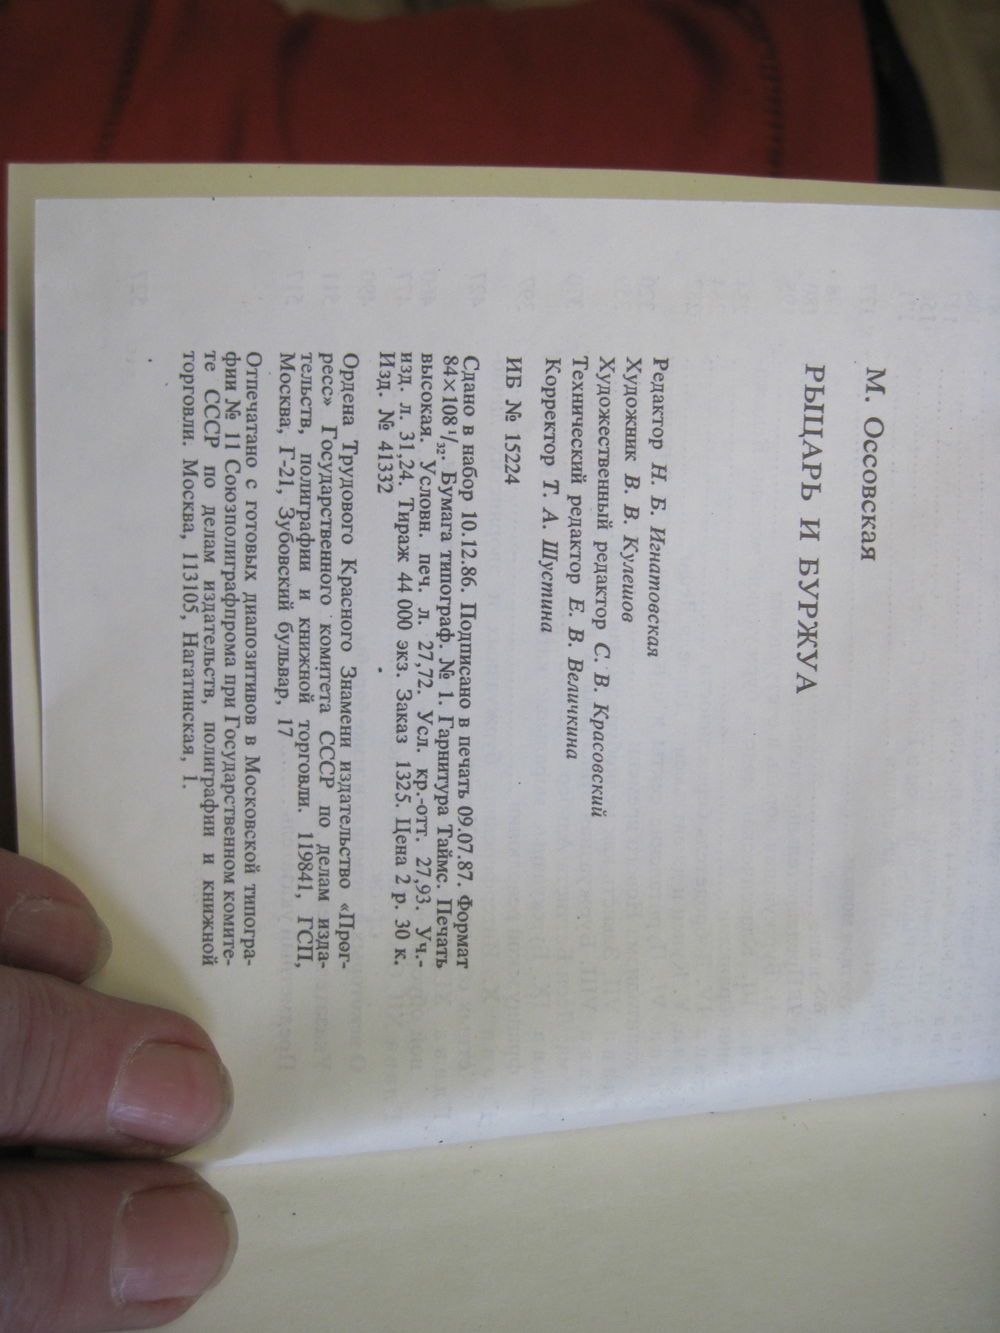 М. Оссовская
РЫЦАРЬ И БУРЖУА
Редактор Н. Б. Игнатовская
Художник В. В. Кулешов
Художественный редактор С. В. Красовский
Технический редактор Е. В. Величкина
Корректор Т. А. Шустина
ИБ № 15224
Сдано в набор 10.12.86. Подписано в печать 09.07.87. Формат
84×108¹/₃₂. Бумага типограф. № 1. Гарнитура Таймс. Печать
высокая. Условн. печ. л. 27,72. Усл. кр.-отт. 27,93. Уч.-
изд. л. 31,24. Тираж 44 000 экз. Заказ 1325. Цена 2 р. 30 к.
Изд. № 41332
Ордена Трудового Красного Знамени издательство «Прог-
ресс» Государственного комитета СССР по делам изда-
тельств, полиграфии и книжной торговли. 119841, ГСП,
Москва, Г-21, Зубовский бульвар, 17
Отпечатано с готовых диапозитивов в Московской типогра-
фии № 11 Союзполиграфпрома при Государственном комите-
те СССР по делам издательств, полиграфии и книжной
торговли. Москва, 113105, Нагатинская, 1.